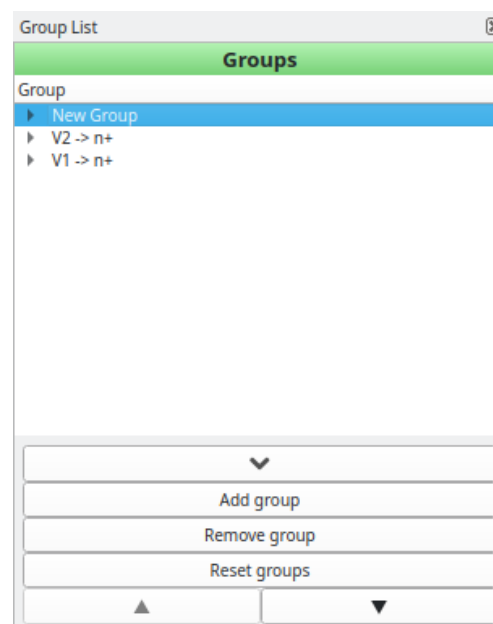 Group List
Groups
Group
New Group
V2 -> n+
V1 -> n+
Add group
Remove group
Reset groups